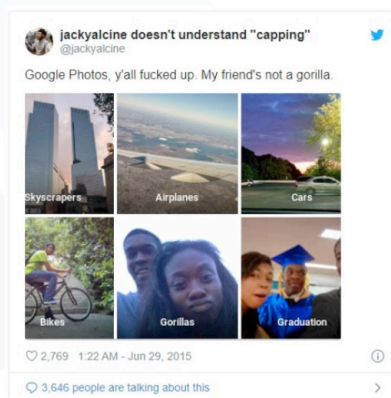 jackyalcine doesn't understand "capping"
@jackyalcine
Google Photos, y'all fucked up. My friend's not a gorilla.
Skyscrapers
Airplanes
Cars
Bikes
Gorillas
Graduation
2,769 1:22 AM - Jun 29, 2015
3,646 people are talking about this